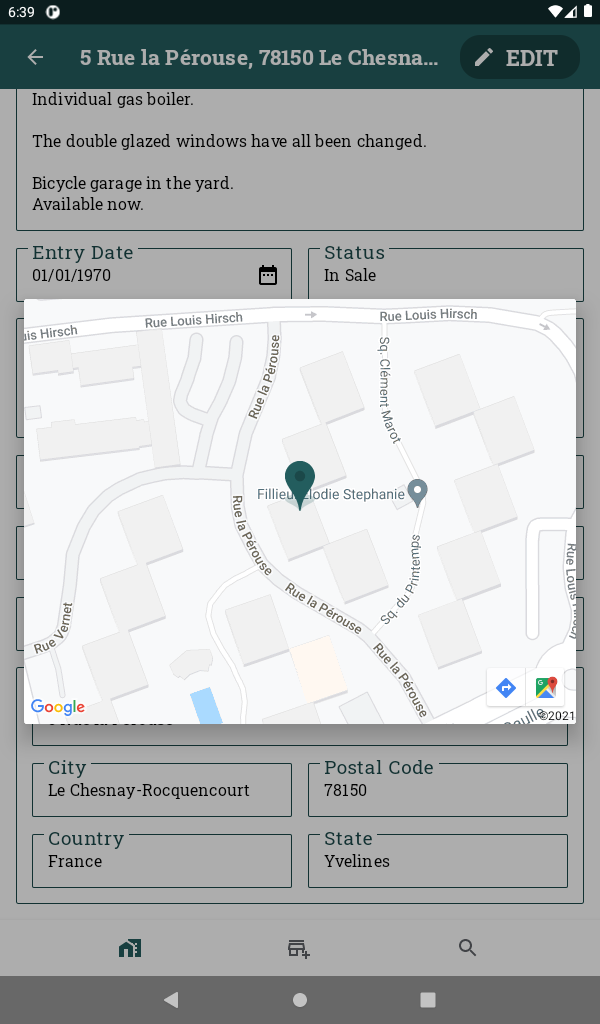 6:39
5 Rue la Pérouse, 78150 Le Chesna...
EDIT
Individual gas boiler.
The double glazed windows have all been changed.
Bicycle garage in the yard.
Available now.
Entry Date
01/01/1970
Status
In Sale
Rue Louis Hirsch
Rue Louis Hirsch
Hirsch
Rue la Pérouse
Sq. Clément Marot
Elodie Stephanie
Rue la Pérouse
Sq. du Printemps
Rue Louis
Rue la Pérouse
Rue Vernet
Rue la Pérouse
Google
©2021
City
Le Chesnay-Rocquencourt
Postal Code
78150
Country
France
State
Yvelines